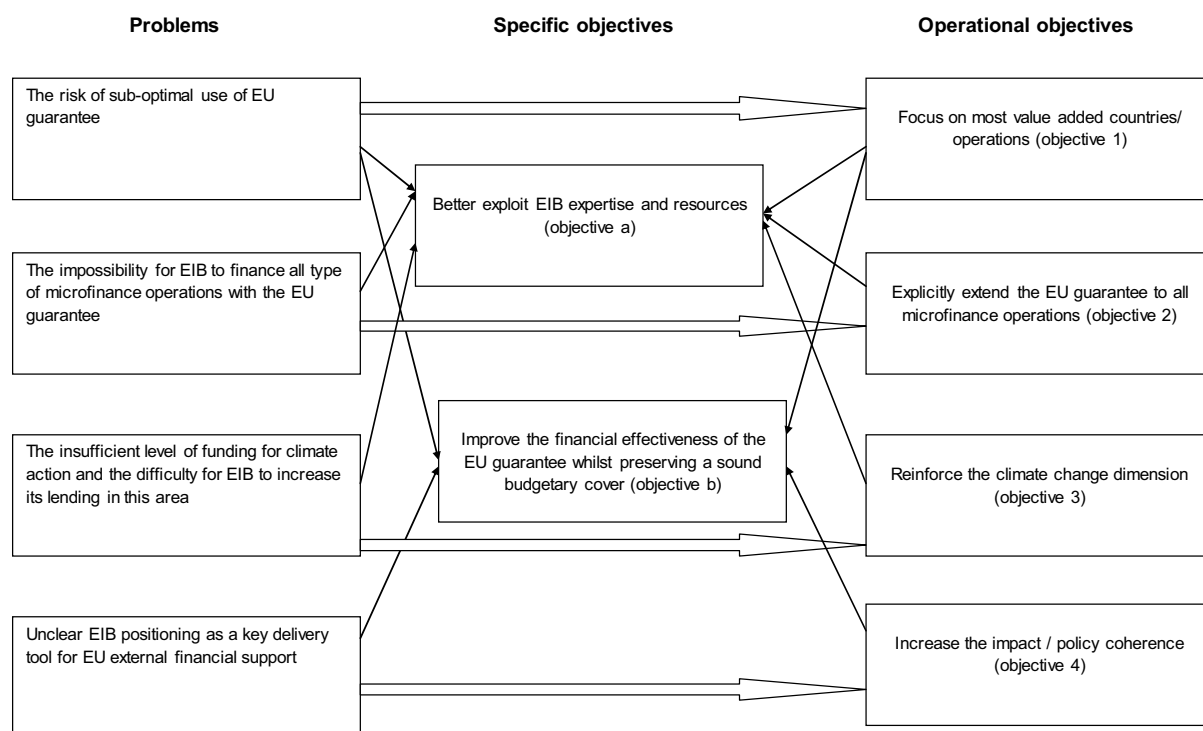 Problems
Specific objectives
Operational objectives
The risk of sub-optimal use of EU
guarantee
Focus on most value added countries/
operations (objective 1)
Better exploit EIB expertise and resources
(objective a)
The impossibility for EIB to finance all type
of microfinance operations with the EU
guarantee
Explicitly extend the EU guarantee to all
microfinance operations (objective 2)
Improve the financial effectiveness of the
EU guarantee whilst preserving a sound
budgetary cover (objective b)
The insufficient level of funding for climate
action and the difficulty for EIB to increase
its lending in this area
Reinforce the climate change dimension
(objective 3)
Unclear EIB positioning as a key delivery
tool for EU external financial support
Increase the impact / policy coherence
(objective 4)